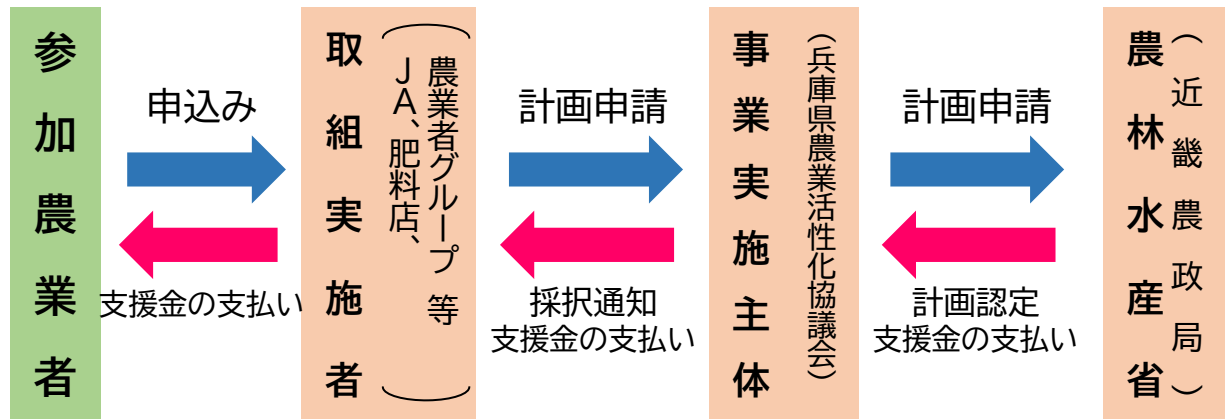 参加農業者
申込み
支援金の支払い
取組実施者
（農業者グループ等
ＪＡ、肥料店、）
計画申請
採択通知
支援金の支払い
事業実施主体
（兵庫県農業活性化協議会）
計画申請
計画認定
支援金の支払い
農林水産省
（近畿農政局）